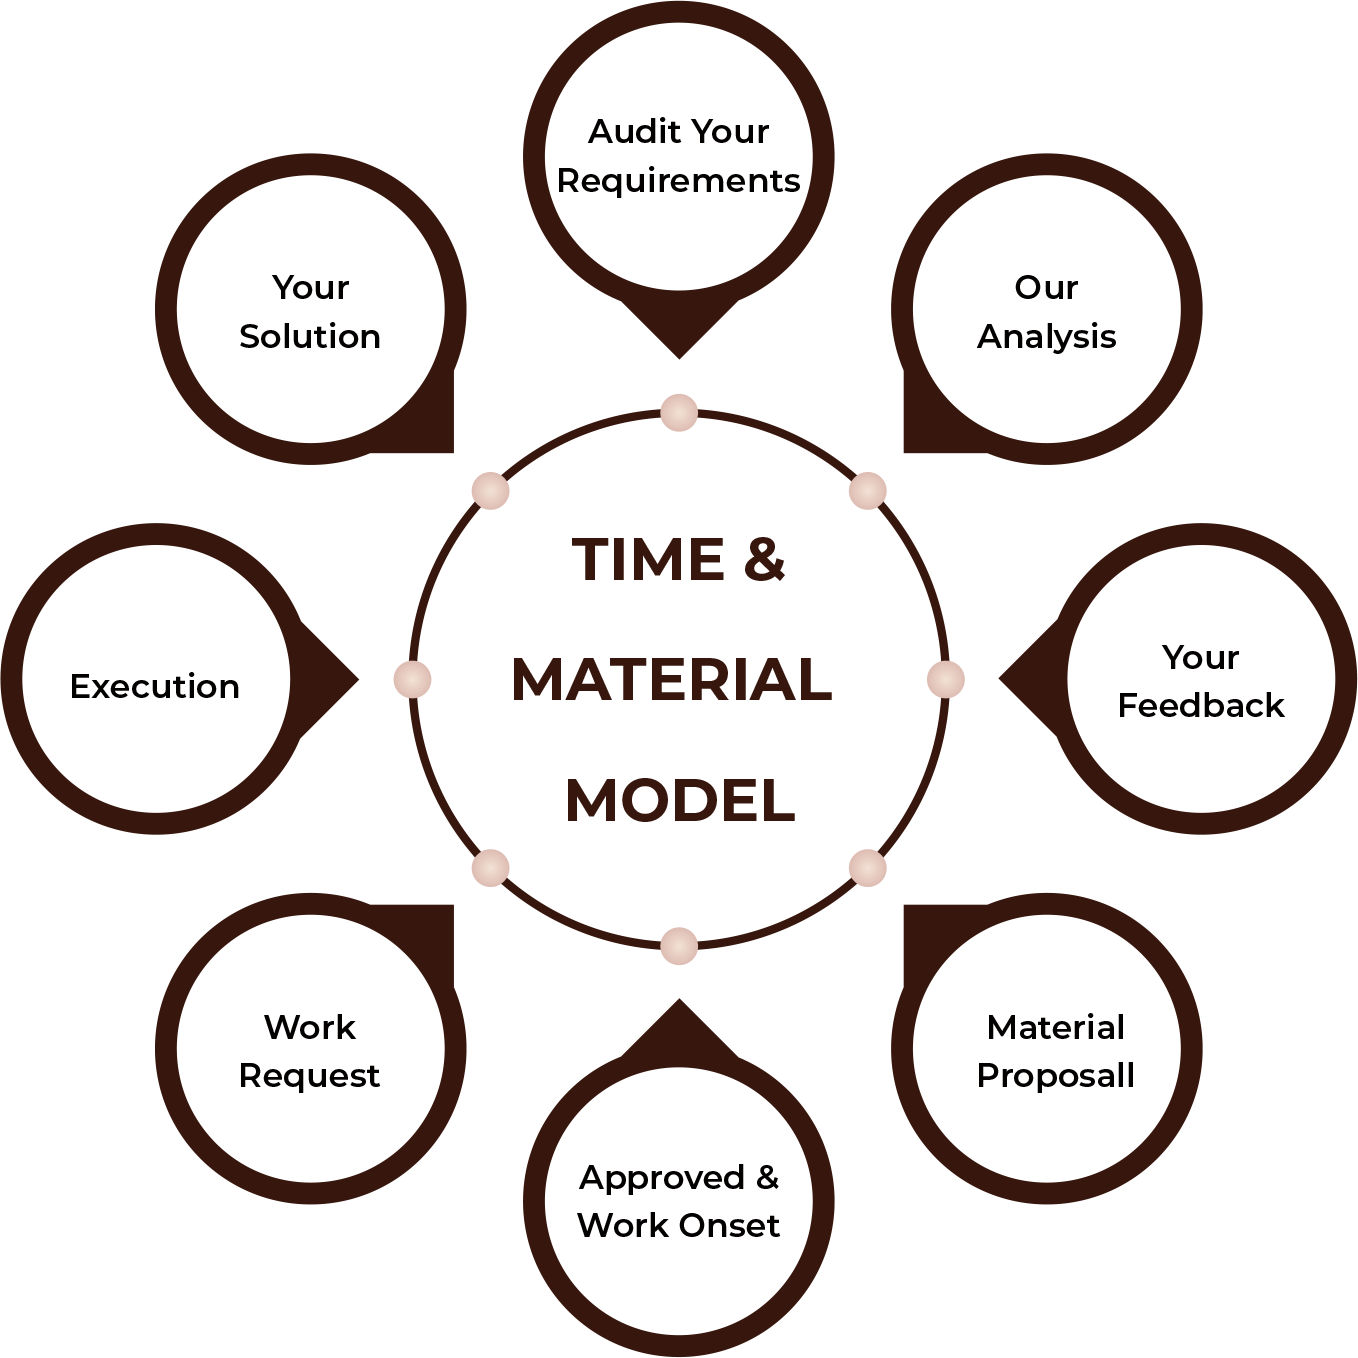 Audit Your
Requirements
Our
Analysis
Your
Feedback
Material
Proposall
Approved &
Work Onset
Work
Request
Execution
Your
Solution
TIME &
MATERIAL
MODEL